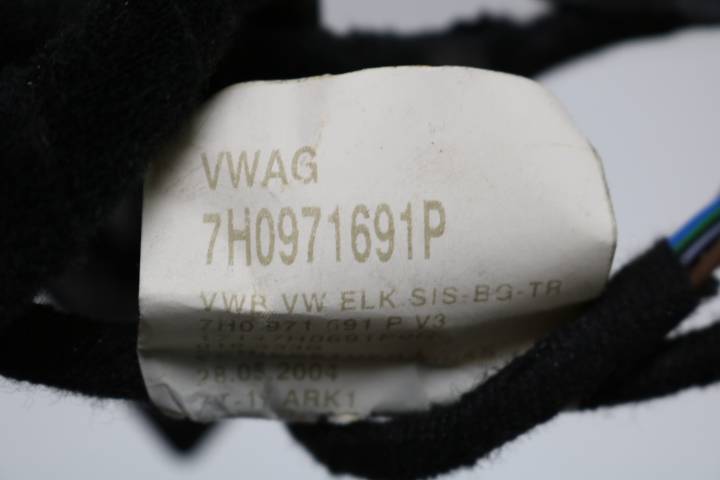 VWAG
7H0971691P
VWB VW ELK SIS-BG-TR
7H0 971 691 P V3
28.05.2004
ARK1